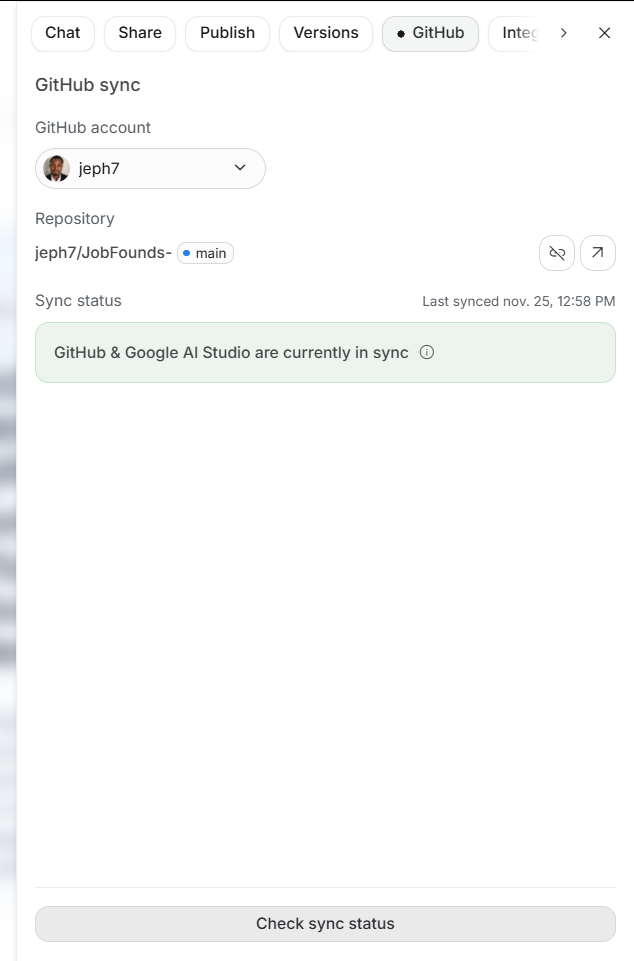 Chat Share Publish Versions GitHub
GitHub sync
GitHub account
jeph7
Repository
jeph7/JobFounds- main
Sync status Last synced nov. 25, 12:58 PM
GitHub & Google AI Studio are currently in sync
Check sync status